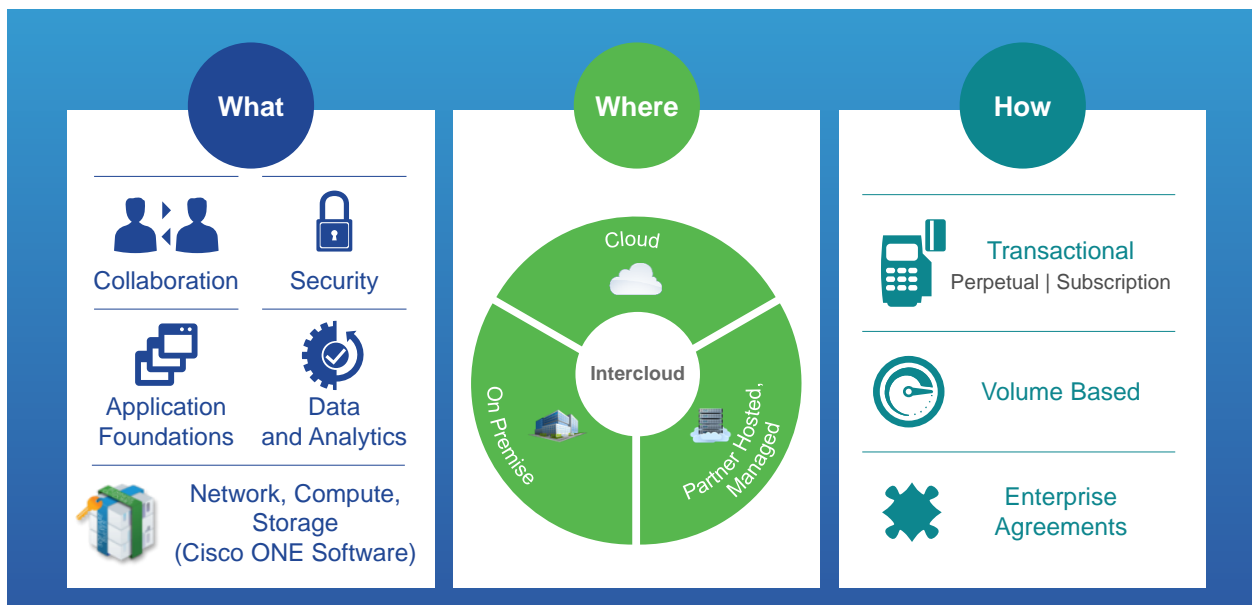 What
Collaboration
Security
Application
Foundations
Data
and Analytics
Network, Compute,
Storage
(Cisco ONE Software)
Where
Cloud
Intercloud
On Premise
Partner Hosted,
Managed
How
Transactional
Perpetual | Subscription
Volume Based
Enterprise
Agreements